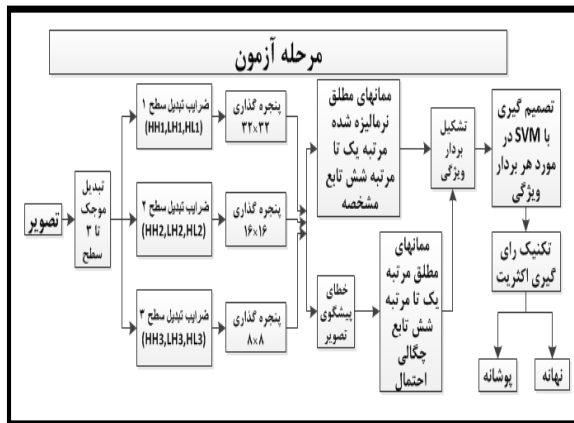 مرحله آزمون
تصویر
تبدیل
موجک
تا ۳
سطح
ضرایب تبدیل سطح ۱
(HH1,LH1,HL1)
پنجره گذاری
۳۲×۳۲
ضرایب تبدیل سطح ۲
(HH2,LH2,HL2)
پنجره گذاری
۱۶×۱۶
ضرایب تبدیل سطح ۳
(HH3,LH3,HL3)
پنجره گذاری
۸×۸
ممانهای مطلق
نرمالیزه شده
مرتبه یک تا
مرتبه شش تابع
مشخصه
خطای
پیشگوی
تصویر
ممانهای
مطلق مرتبه
یک تا مرتبه
شش تابع
چگالی
احتمال
تشکیل
بردار
ویژگی
تصمیم گیری
با SVM در
مورد هر بردار
ویژگی
تکنیک رای
گیری اکثریت
پوشانه
نهانه